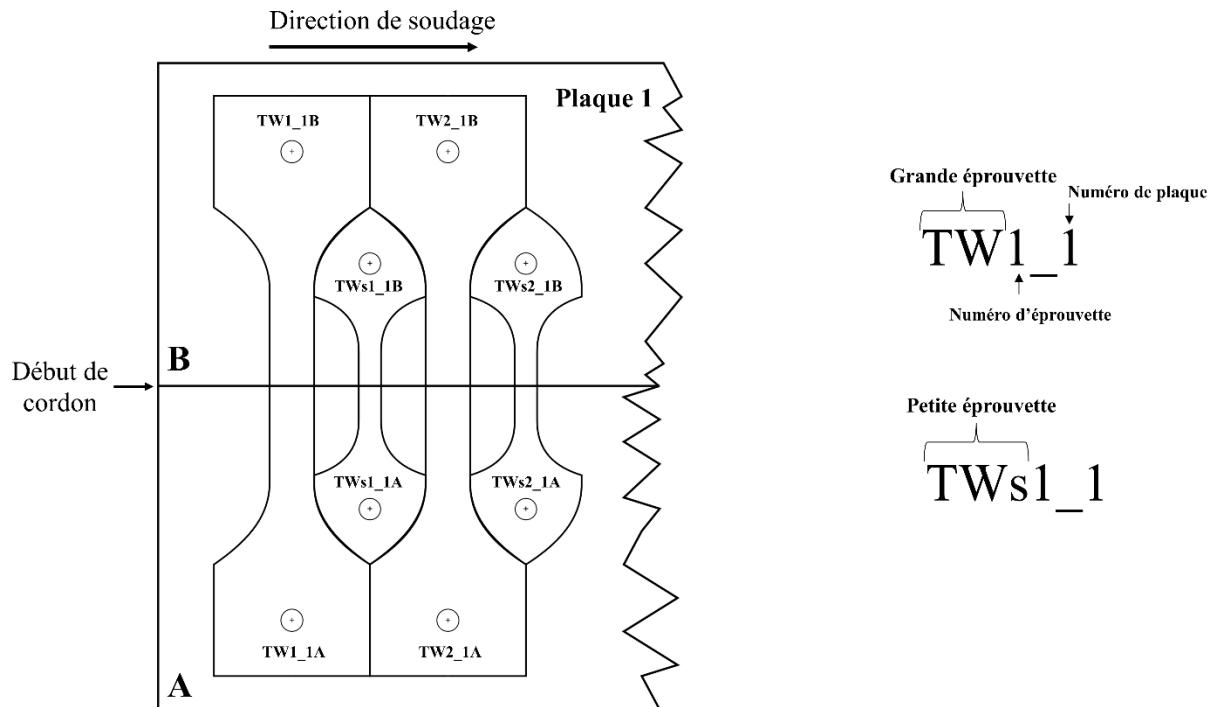 Direction de soudage
Plaque 1
TW1_1B
TW2_1B
TWs1_1B
TWs2_1B
B
Début de
cordon
TWs1_1A
TWs2_1A
TW1_1A
TW2_1A
A
Grande éprouvette
Numéro de plaque
TW1_1
Numéro d'éprouvette
Petite éprouvette
TWs1_1